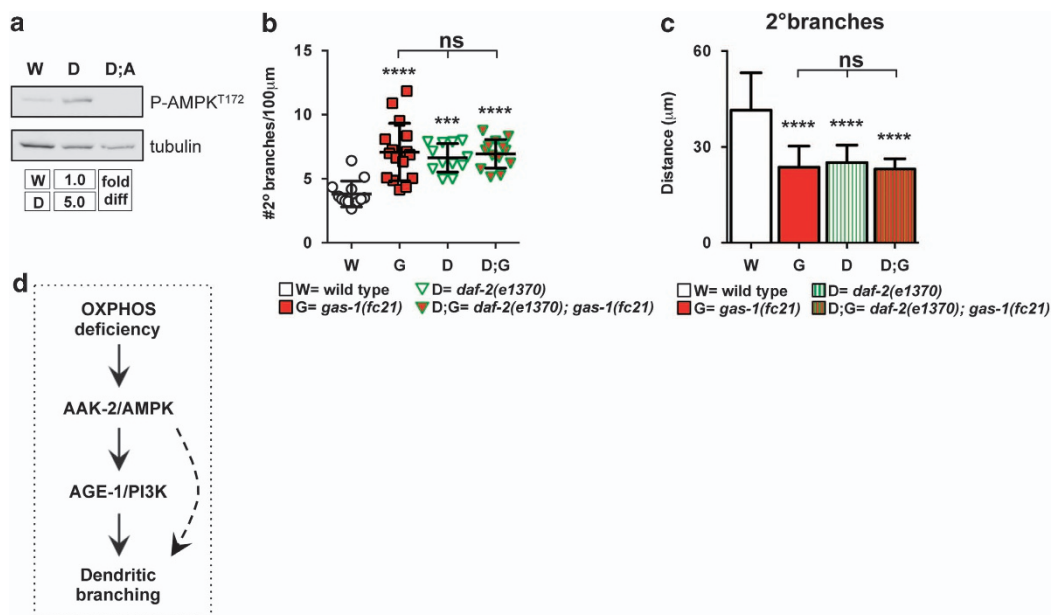 a
W D D;A
P-AMPK^T172
tubulin
W 1.0 fold
D 5.0 diff
b
ns
15
10
5
0
#2° branches/100µm
****
***
****
W G D D;G
W= wild type D= daf-2(e1370)
G= gas-1(fc21) D;G= daf-2(e1370); gas-1(fc21)
c
2°branches
ns
60
30
0
Distance (µm)
**** **** ****
W G D D;G
W= wild type D= daf-2(e1370)
G= gas-1(fc21) D;G= daf-2(e1370); gas-1(fc21)
d
OXPHOS
deficiency
AAK-2/AMPK
AGE-1/PI3K
Dendritic
branching